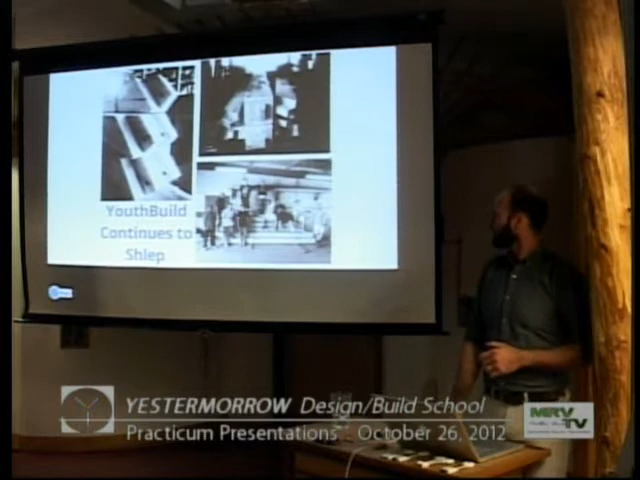 YouthBuild
Continues to
Shlep
YESTERMORROW Design/Build School
Practicum Presentations - October 26, 2012
MRV
TV